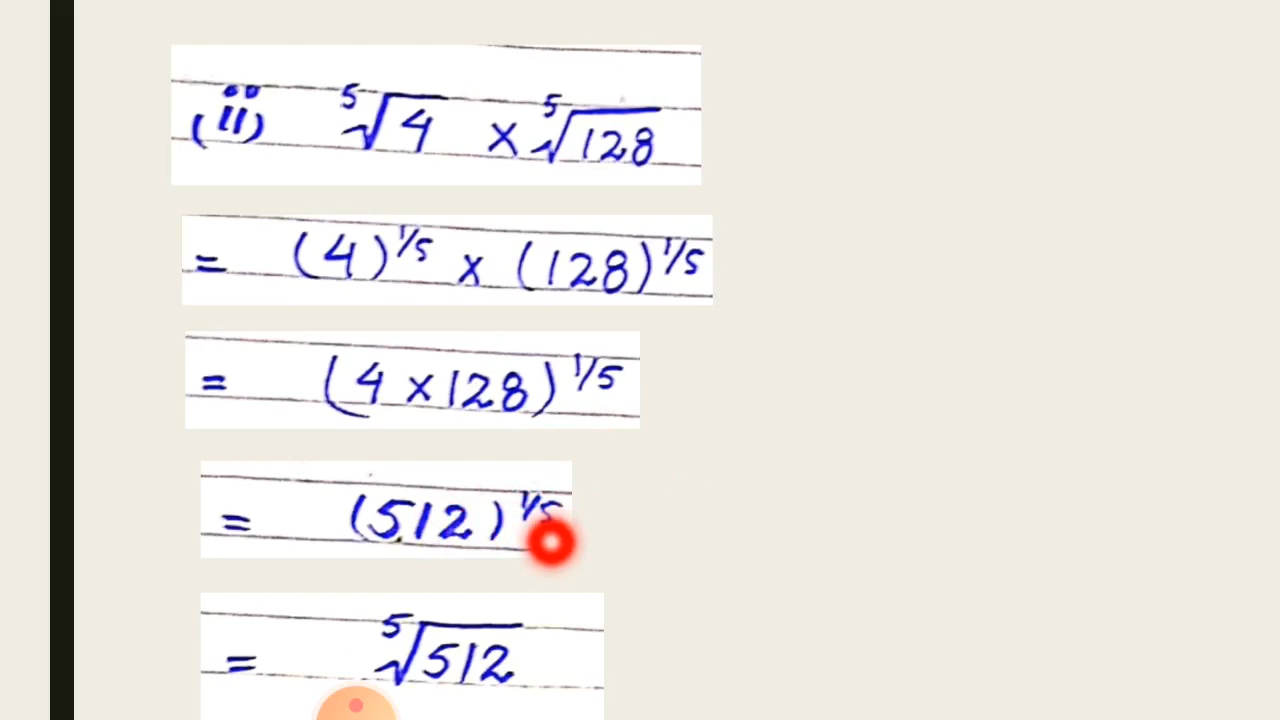 (ii) ⁵√4 × ⁵√128
= (4)^1/5 × (128)^1/5
= (4 × 128)^1/5
= (512)^1/5
= ⁵√512